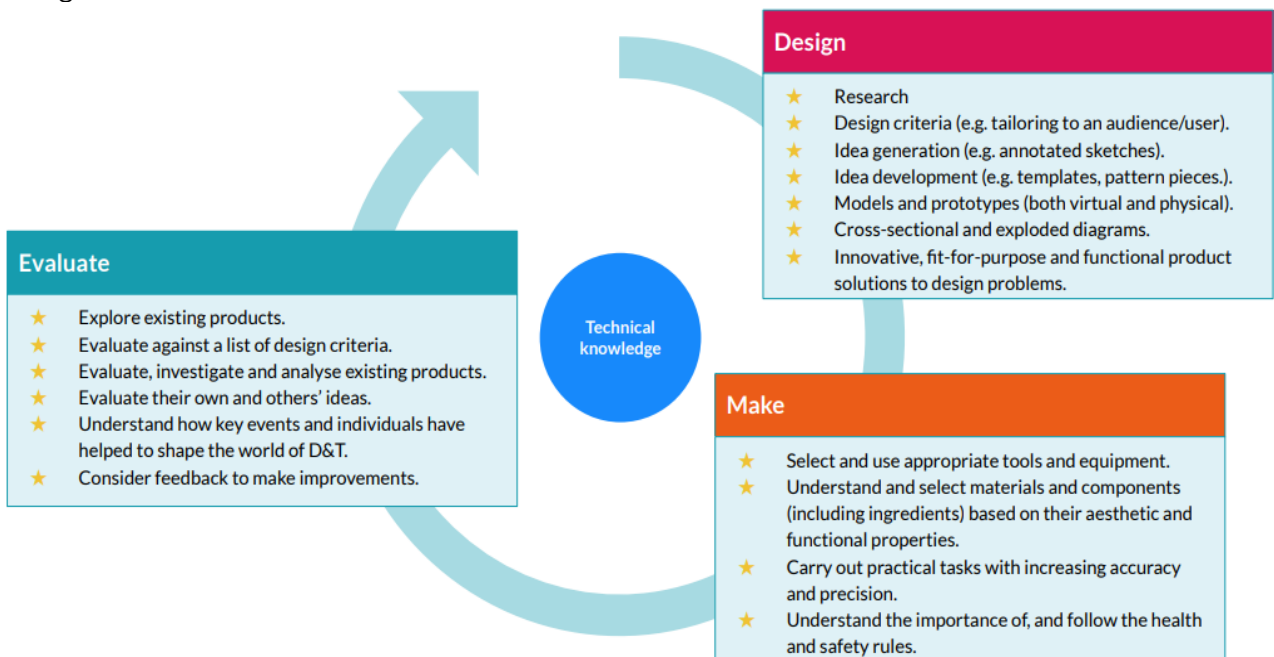 Design
Research
Design criteria (e.g. tailoring to an audience/user).
Idea generation (e.g. annotated sketches).
Idea development (e.g. templates, pattern pieces.).
Models and prototypes (both virtual and physical).
Cross-sectional and exploded diagrams.
Innovative, fit-for-purpose and functional product
solutions to design problems.
Evaluate
Explore existing products.
Evaluate against a list of design criteria.
Evaluate, investigate and analyse existing products.
Evaluate their own and others’ ideas.
Understand how key events and individuals have
helped to shape the world of D&T.
Consider feedback to make improvements.
Technical
knowledge
Make
Select and use appropriate tools and equipment.
Understand and select materials and components
(including ingredients) based on their aesthetic and
functional properties.
Carry out practical tasks with increasing accuracy
and precision.
Understand the importance of, and follow the health
and safety rules.